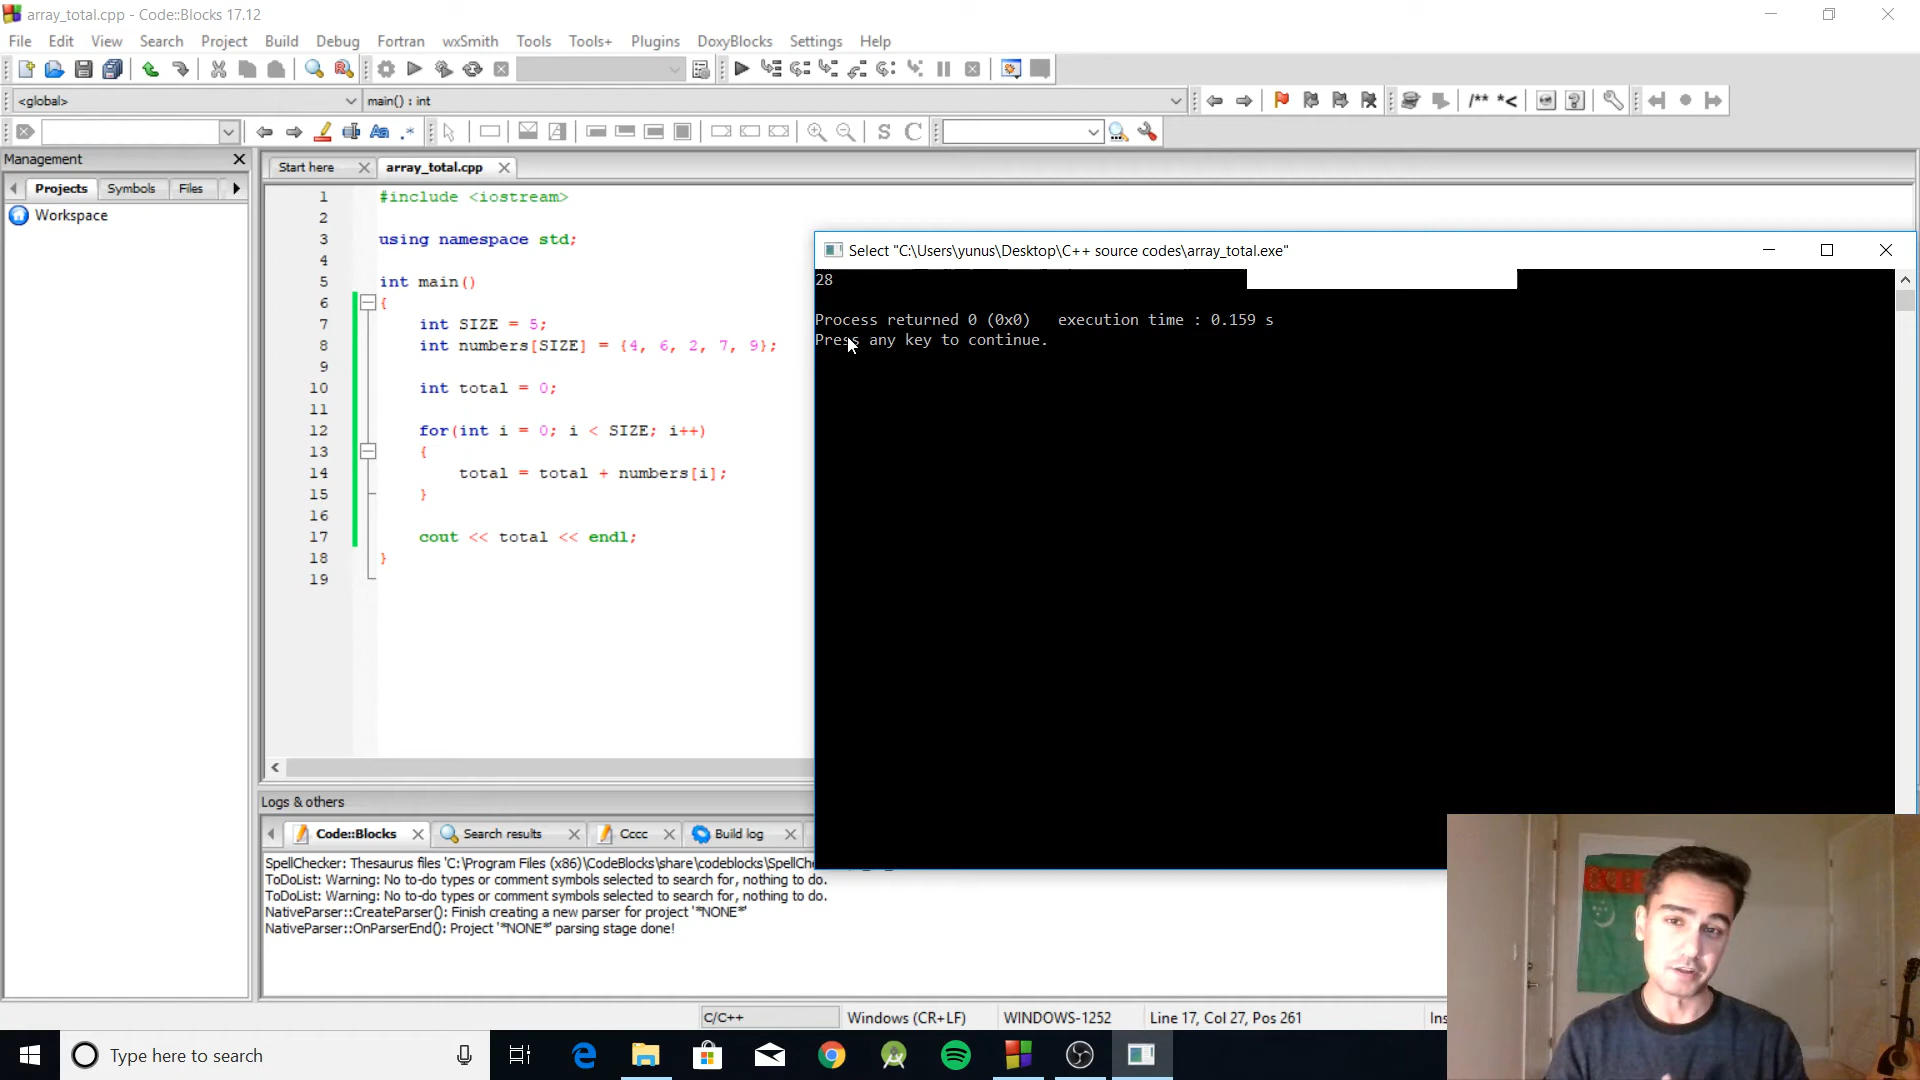 array_total.cpp - Code::Blocks 17.12
File Edit View Search Project Build Debug Fortran wxSmith Tools Tools+ Plugins DoxyBlocks Settings Help
<global> main() : int
/** *<
Aa .* S C
Management
Projects Symbols Files
Workspace
Start here array_total.cpp
1 #include <iostream>
2
3 using namespace std;
4
5 int main()
6 {
7 int SIZE = 5;
8 int numbers[SIZE] = {4, 6, 2, 7, 9};
9
10 int total = 0;
11
12 for(int i = 0; i < SIZE; i++)
13 {
14 total = total + numbers[i];
15 }
16
17 cout << total << endl;
18 }
19
Select "C:\Users\yunus\Desktop\C++ source codes\array_total.exe"
28
Process returned 0 (0x0) execution time : 0.159 s
Press any key to continue.
Logs & others
Code::Blocks Search results Cccc Build log
SpellChecker: Thesaurus files 'C:\Program Files (x86)\CodeBlocks\share\codeblocks\SpellChe
ToDoList: Warning: No to-do types or comment symbols selected to search for, nothing to do.
ToDoList: Warning: No to-do types or comment symbols selected to search for, nothing to do.
NativeParser::CreateParser(): Finish creating a new parser for project '*NONE*'
NativeParser::OnParserEnd(): Project '*NONE*' parsing stage done!
C/C++ Windows (CR+LF) WINDOWS-1252 Line 17, Col 27, Pos 261 Ins
Type here to search